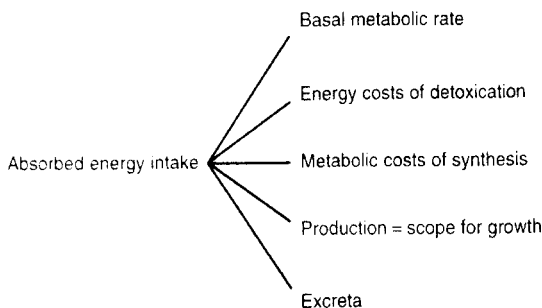 Basal metabolic rate
Energy costs of detoxication
Absorbed energy intake
Metabolic costs of synthesis
Production = scope for growth
Excreta